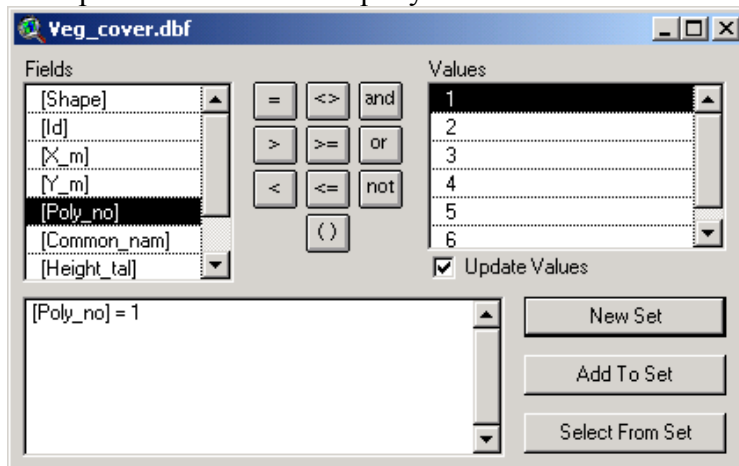 Veg_cover.dbf
Fields
[Shape]
[Id]
[X_m]
[Y_m]
[Poly_no]
[Common_nam]
[Height_tal]
= <> and
> >= or
< <= not
( )
Values
1
2
3
4
5
6
Update Values
[Poly_no] = 1
New Set
Add To Set
Select From Set